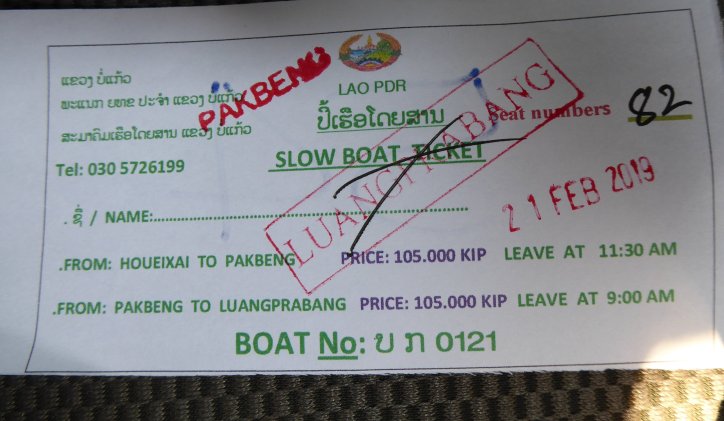 ແຂວງ ບໍ່ແກ້ວ
ພະແນກ ຍທຂ ປະຈຳ ແຂວງ ບໍ່ແກ້ວ
ສະມາຄົມເຮືອໂດຍສານ ແຂວງ ບໍ່ແກ້ວ
Tel: 030 5726199
PAKBENG
LAO PDR
ປີ້ເຮືອໂດຍສານ
SLOW BOAT TICKET
Seat numbers 82
LUANGPRABANG
21 FEB 2019
. ຊື່ / NAME:
.FROM: HOUEIXAI TO PAKBENG PRICE: 105.000 KIP LEAVE AT 11:30 AM
.FROM: PAKBENG TO LUANGPRABANG PRICE: 105.000 KIP LEAVE AT 9:00 AM
BOAT No: ບ ກ 0121